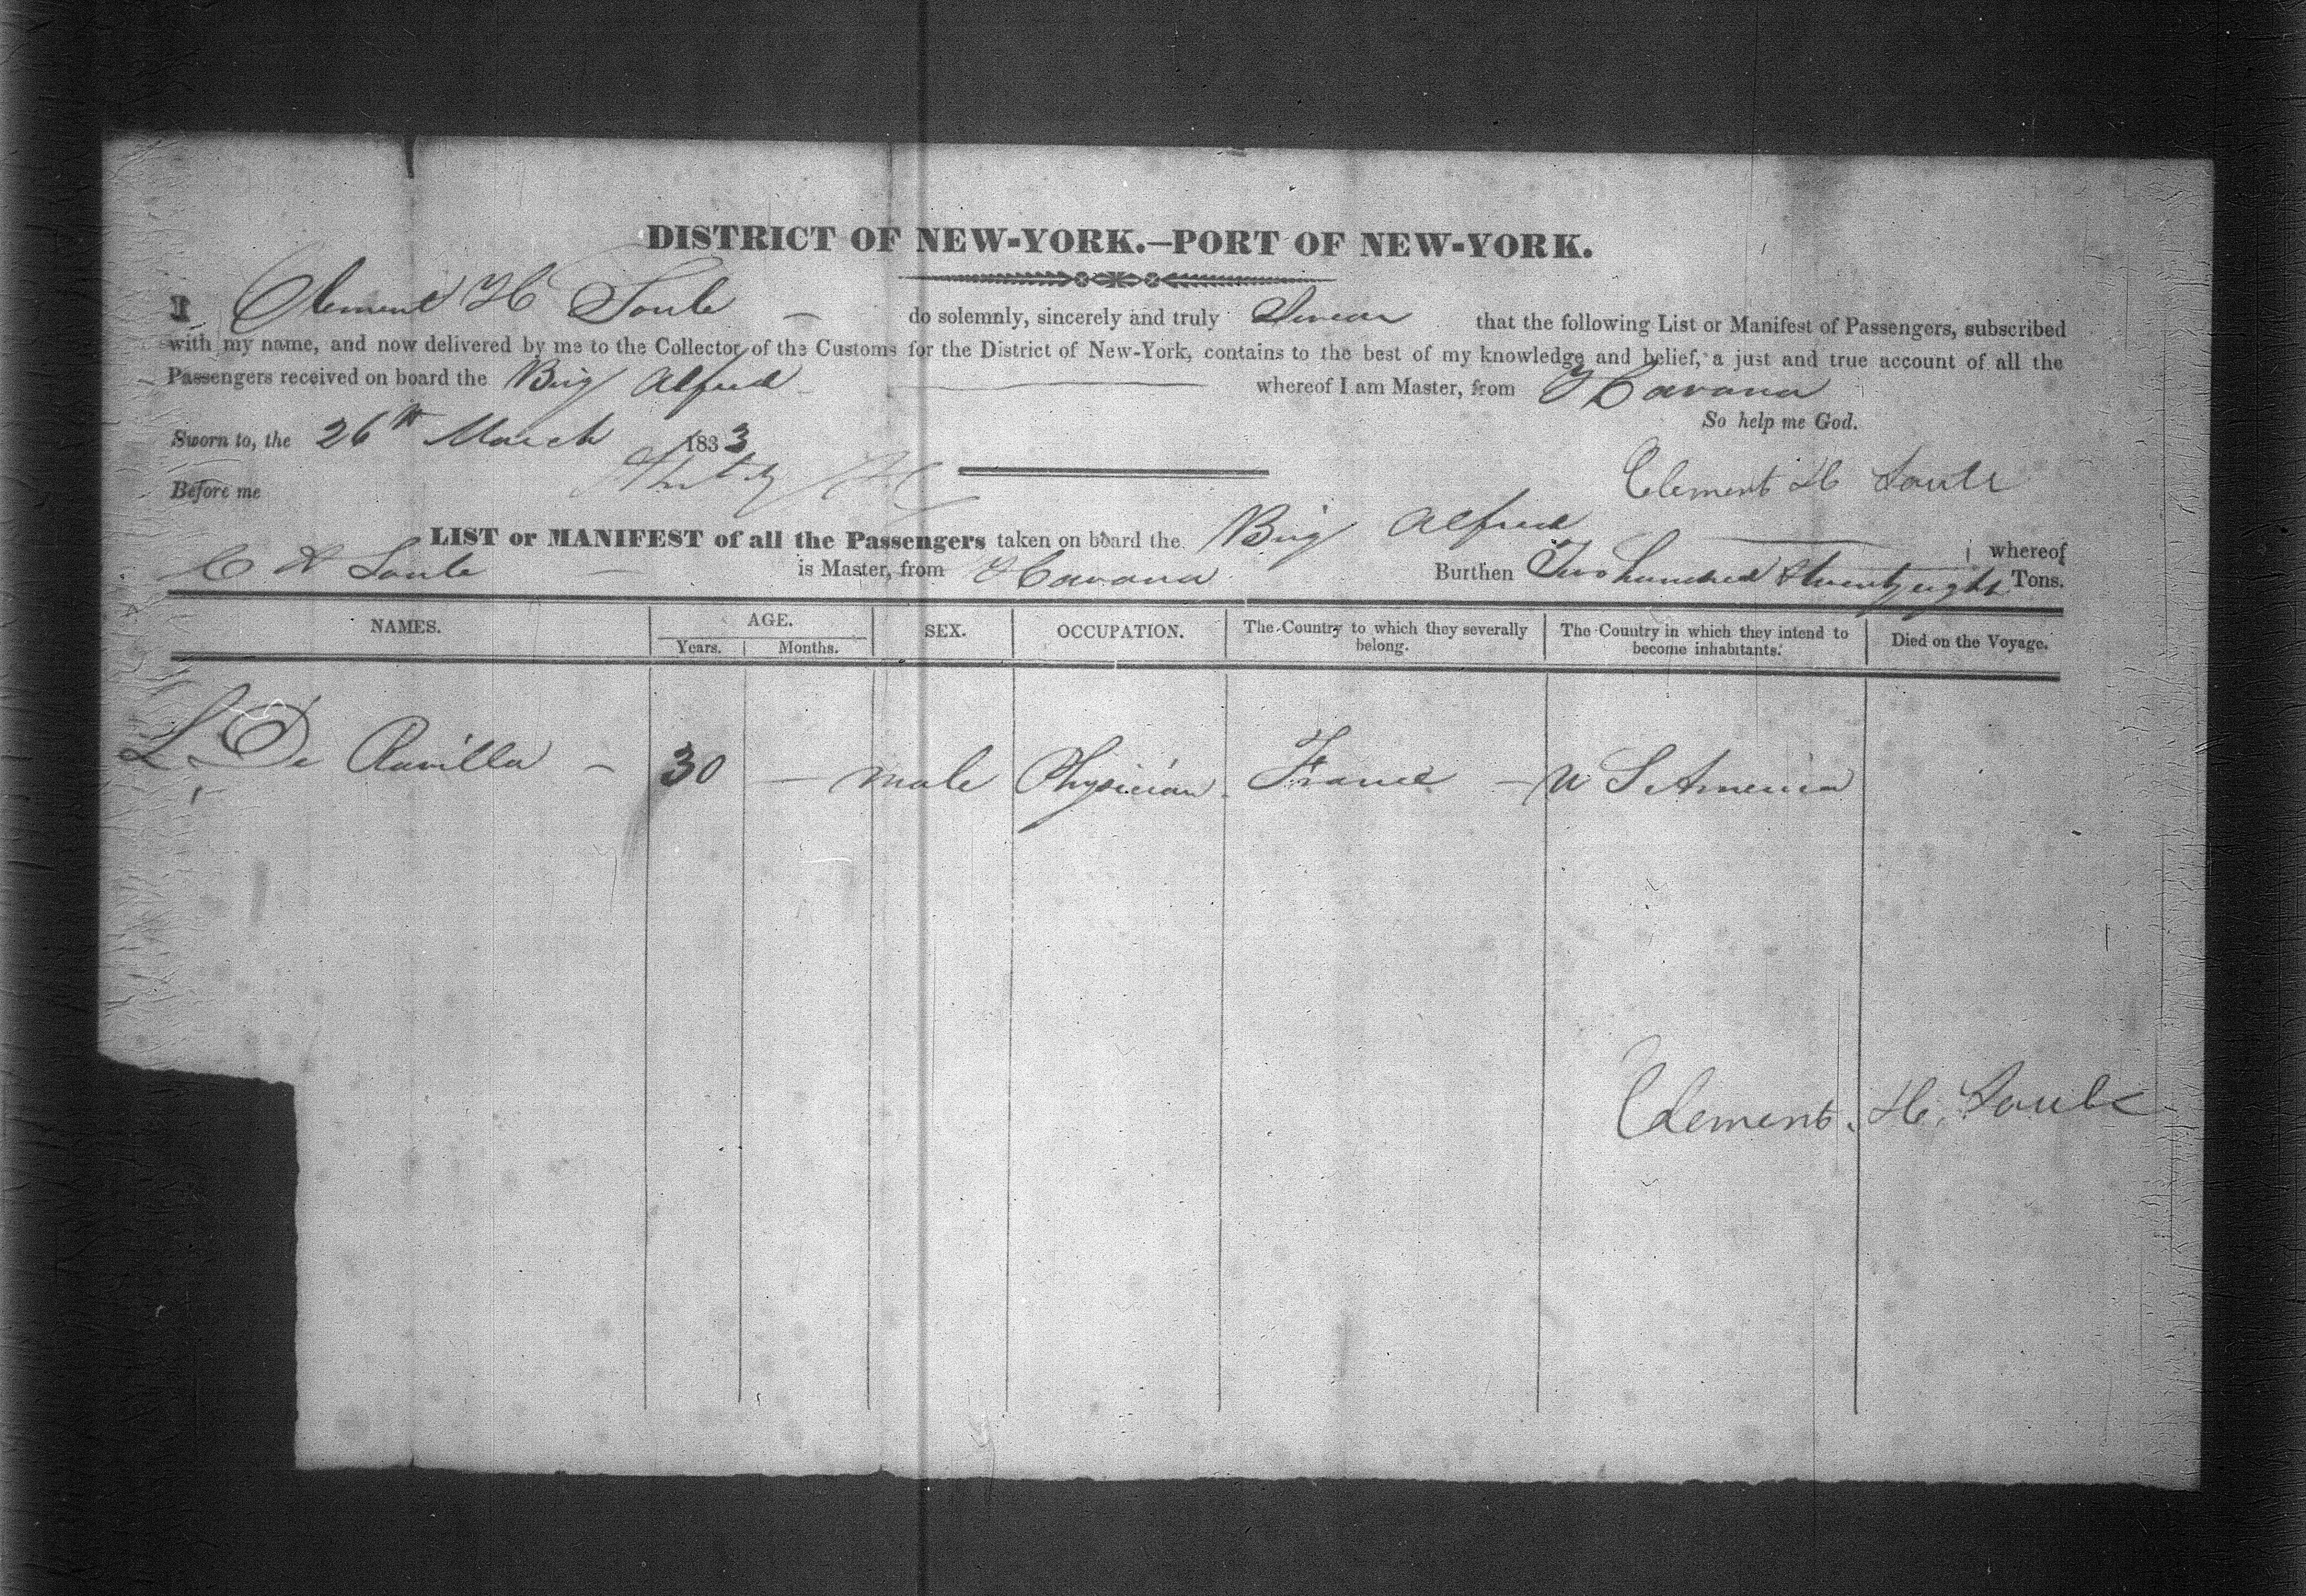 DISTRICT OF NEW-YORK.—PORT OF NEW-YORK.
I Clement H Soule — do solemnly, sincerely and truly Swear that the following List or Manifest of Passengers, subscribed
with my name, and now delivered by me to the Collector of the Customs for the District of New-York, contains to the best of my knowledge and belief, a just and true account of all the
Passengers received on board the Brig Alfred whereof I am Master, from Havana
So help me God.
Sworn to, the 26th March 1833
Clement H Soule
Before me
LIST or MANIFEST of all the Passengers taken on board the Brig Alfred whereof
C H Soule is Master, from Havana Burthen Two hundred & twenty eight Tons.
NAMES. AGE. SEX. OCCUPATION. The Country to which they severally belong. The Country in which they intend to become inhabitants. Died on the Voyage.
Years. Months.
L. De — 30 — male Physician France — U S America
Clement. H. Soule